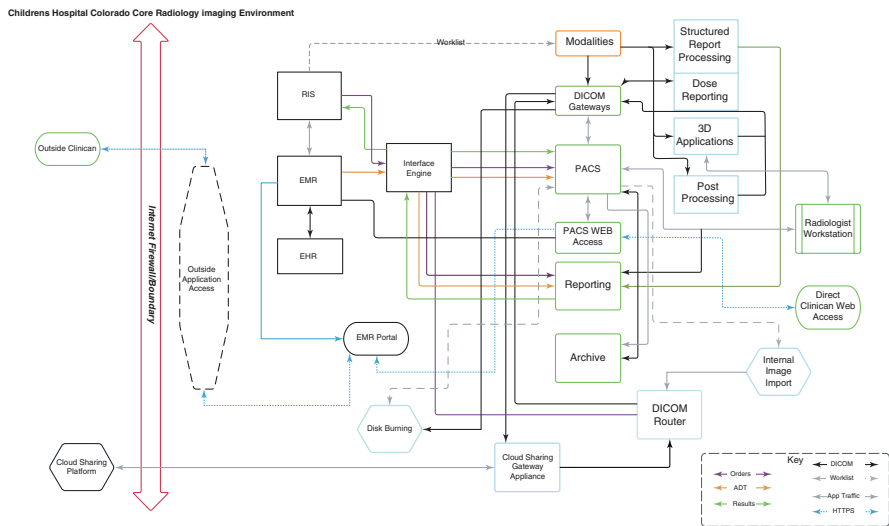 Childrens Hospital Colorado Core Radiology imaging Environment
Worklist
Modalities
Structured
Report
Processing
Dose
Reporting
RIS
DICOM
Gateways
3D
Applications
Outside Clinican
Interface
Engine
PACS
EMR
Post
Processing
PACS WEB
Access
Radiologist
Workstation
EHR
Outside
Application
Access
Internet Firewall/Boundary
Reporting
Direct
Clinican Web
Access
EMR Portal
Archive
Internal
Image
Import
Disk Burning
DICOM
Router
Cloud Sharing
Platform
Cloud Sharing
Gateway
Appliance
Key
Orders
ADT
Results
DICOM
Worklist
App Traffic
HTTPS